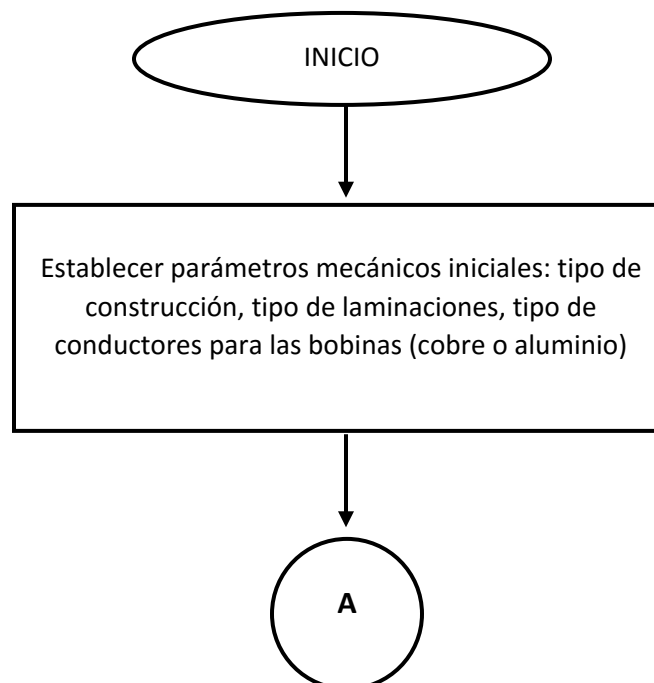 INICIO
Establecer parámetros mecánicos iniciales: tipo de
construcción, tipo de laminaciones, tipo de
conductores para las bobinas (cobre o aluminio)
A